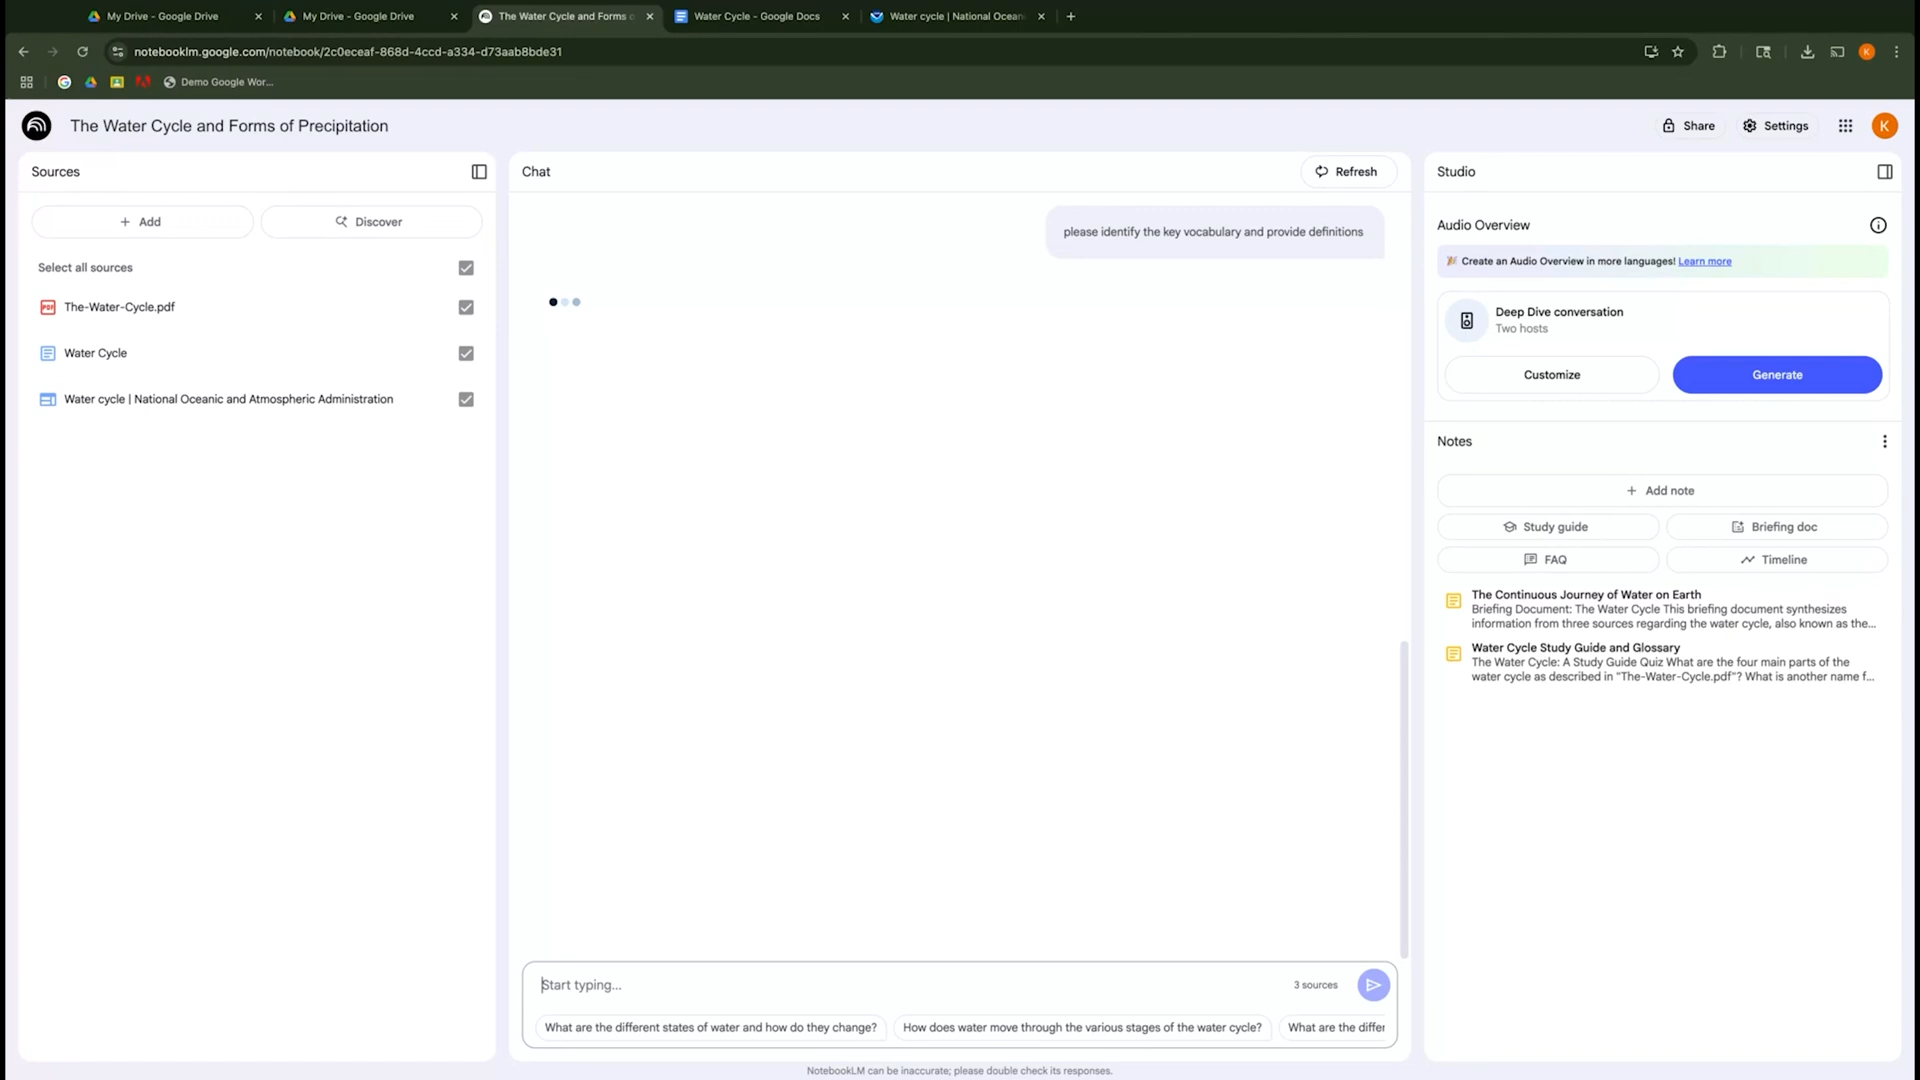 My Drive - Google Drive
My Drive - Google Drive
The Water Cycle and Forms o
Water Cycle - Google Docs
Water cycle | National Ocean
notebooklm.google.com/notebook/2c0eceaf-868d-4ccd-a334-d73aab8bde31
K
Demo Google Wor...
The Water Cycle and Forms of Precipitation
Share
Settings
K
Sources
Add
Discover
Select all sources
PDF
The-Water-Cycle.pdf
Water Cycle
Water cycle | National Oceanic and Atmospheric Administration
Chat
Refresh
please identify the key vocabulary and provide definitions
Start typing...
3 sources
What are the different states of water and how do they change?
How does water move through the various stages of the water cycle?
What are the differ
NotebookLM can be inaccurate; please double check its responses.
Studio
Audio Overview
Create an Audio Overview in more languages! Learn more
Deep Dive conversation
Two hosts
Customize
Generate
Notes
Add note
Study guide
Briefing doc
FAQ
Timeline
The Continuous Journey of Water on Earth
Briefing Document: The Water Cycle This briefing document synthesizes
information from three sources regarding the water cycle, also known as the...
Water Cycle Study Guide and Glossary
The Water Cycle: A Study Guide Quiz What are the four main parts of the
water cycle as described in "The-Water-Cycle.pdf"? What is another name f...